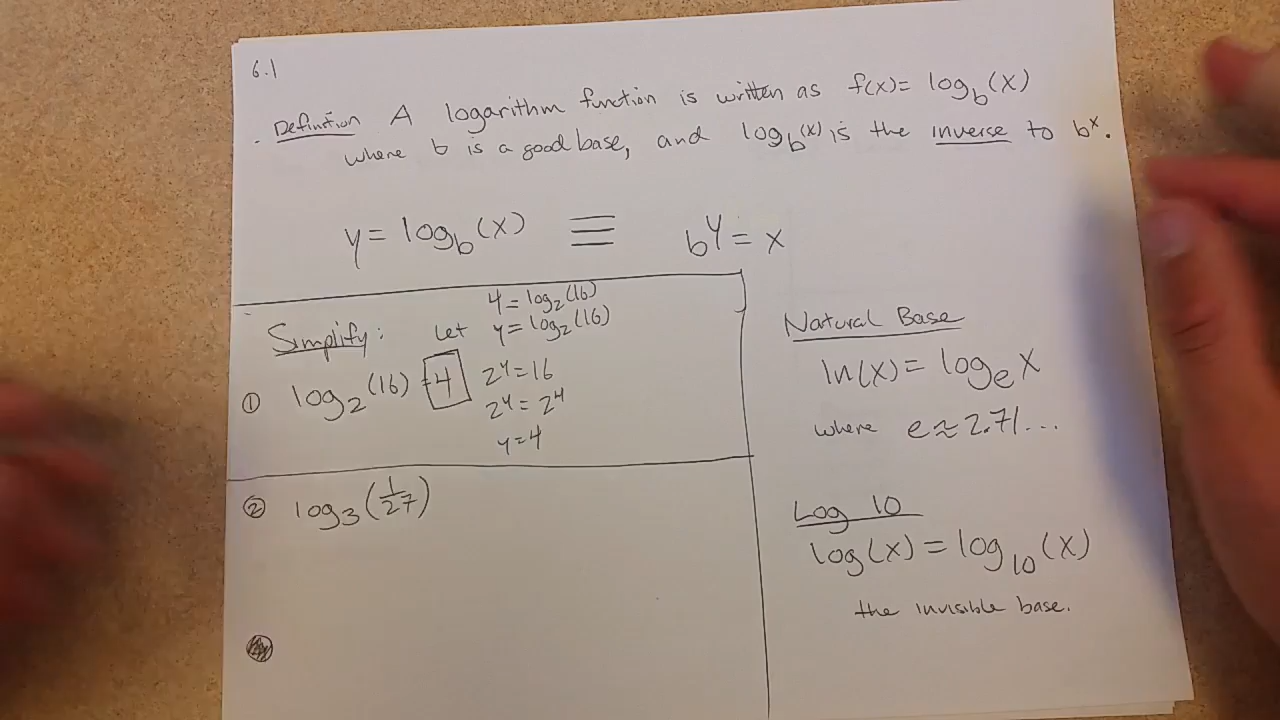 6.1
Definition A logarithm function is written as f(x) = log_b(x)
where b is a good base, and log_b(x) is the inverse to b^x.
y = log_b(x) ≡ b^y = x
4 = log_2(16)
Simplify: Let y = log_2(16)
① log_2(16) = 4 2^y = 16
2^y = 2^4
y = 4
② log_3(1/27)
Natural Base
ln(x) = log_e x
where e ≈ 2.71...
Log 10
log(x) = log_10(x)
the invisible base.